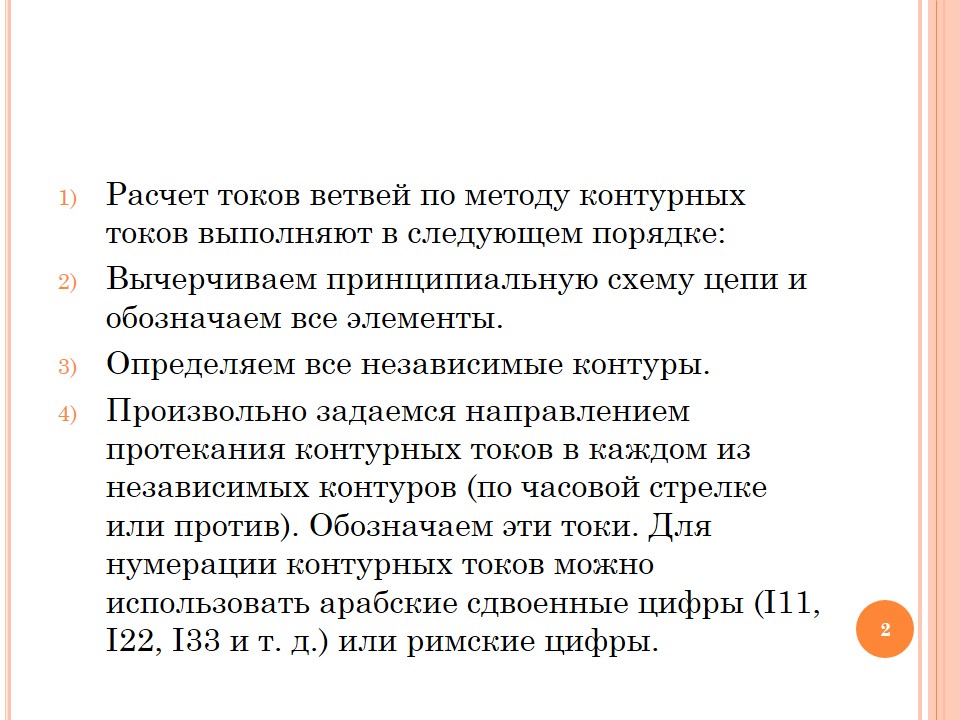 1) Расчет токов ветвей по методу контурных
токов выполняют в следующем порядке:
2) Вычерчиваем принципиальную схему цепи и
обозначаем все элементы.
3) Определяем все независимые контуры.
4) Произвольно задаемся направлением
протекания контурных токов в каждом из
независимых контуров (по часовой стрелке
или против). Обозначаем эти токи. Для
нумерации контурных токов можно
использовать арабские сдвоенные цифры (I11,
I22, I33 и т. д.) или римские цифры.
2